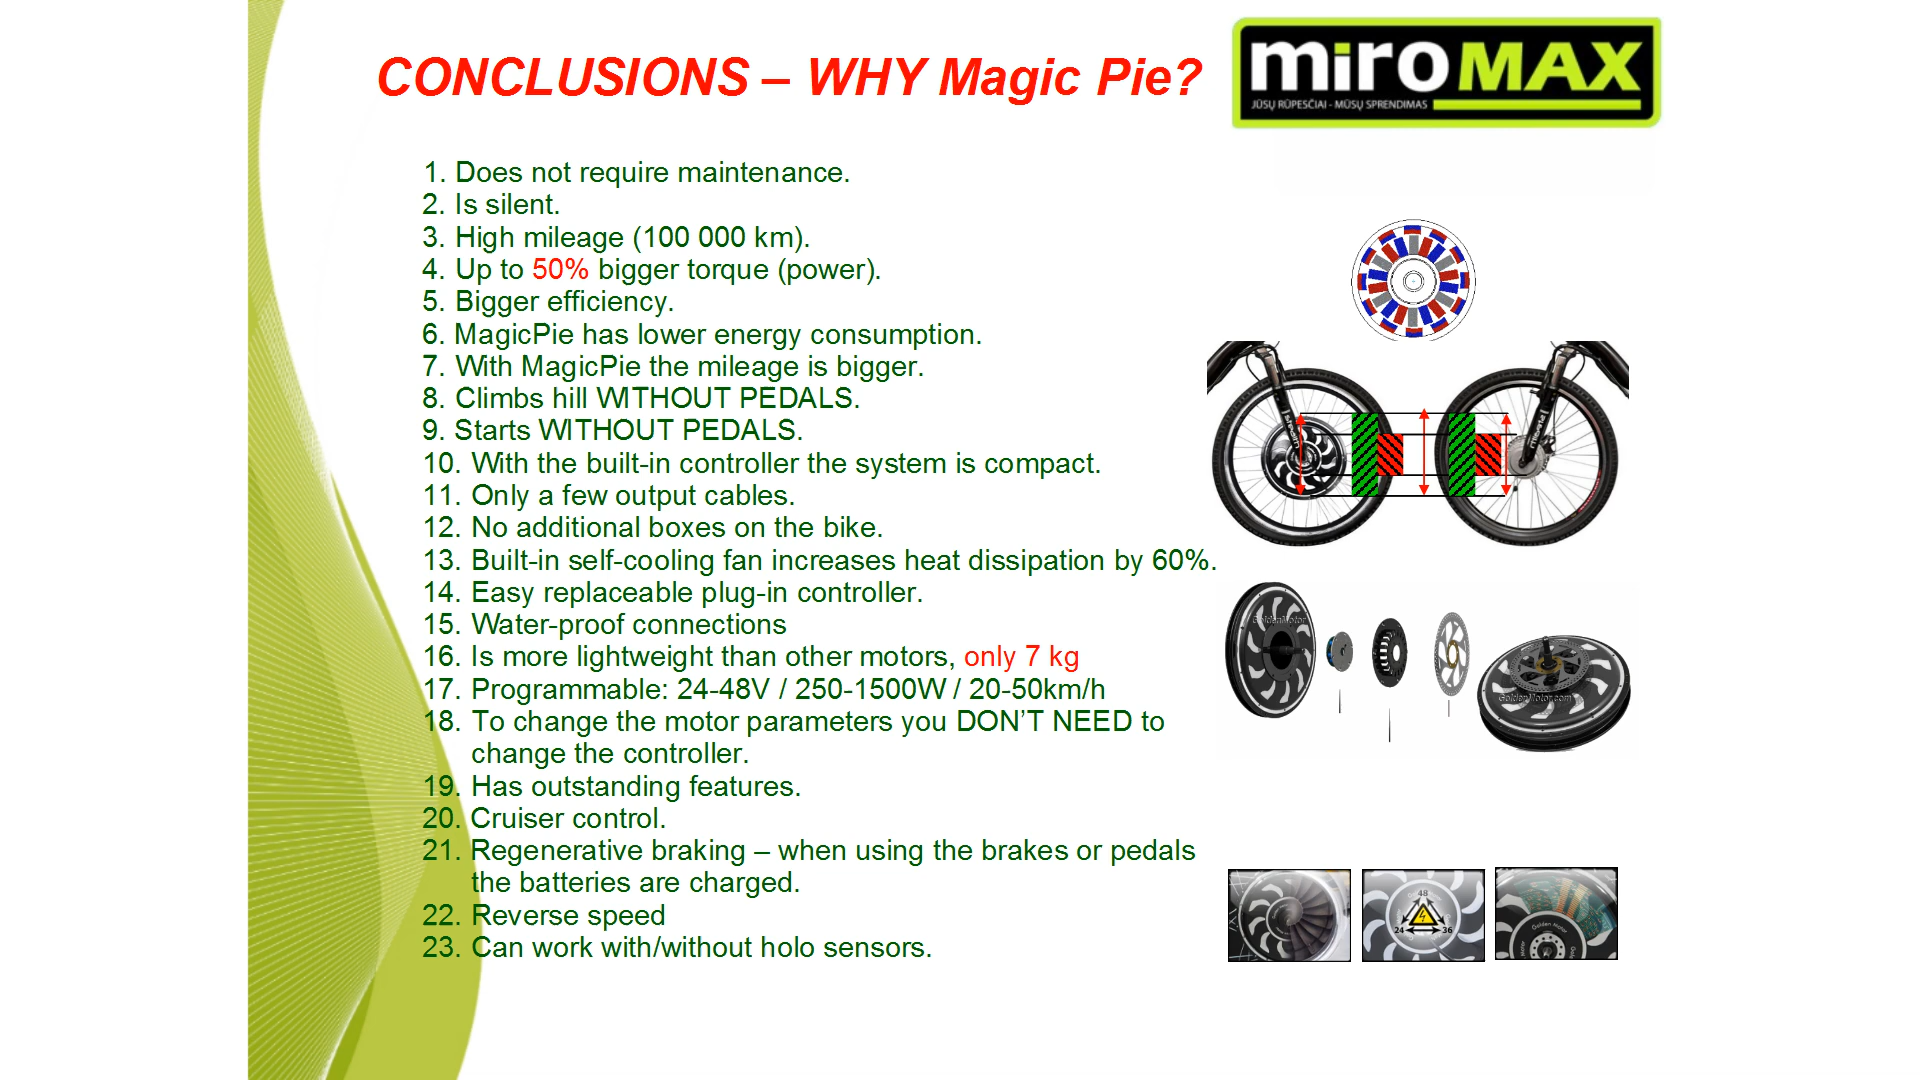 CONCLUSIONS – WHY Magic Pie?
miroMAX
JŪSŲ RŪPESČIAI - MŪSŲ SPRENDIMAS
1. Does not require maintenance.
2. Is silent.
3. High mileage (100 000 km).
4. Up to 50% bigger torque (power).
5. Bigger efficiency.
6. MagicPie has lower energy consumption.
7. With MagicPie the mileage is bigger.
8. Climbs hill WITHOUT PEDALS.
9. Starts WITHOUT PEDALS.
10. With the built-in controller the system is compact.
11. Only a few output cables.
12. No additional boxes on the bike.
13. Built-in self-cooling fan increases heat dissipation by 60%.
14. Easy replaceable plug-in controller.
15. Water-proof connections
16. Is more lightweight than other motors, only 7 kg
17. Programmable: 24-48V / 250-1500W / 20-50km/h
18. To change the motor parameters you DON’T NEED to
change the controller.
19. Has outstanding features.
20. Cruiser control.
21. Regenerative braking – when using the brakes or pedals
the batteries are charged.
22. Reverse speed
23. Can work with/without holo sensors.
GoldenMotor
GoldenMotor.com
48
24 36
Golden Motor